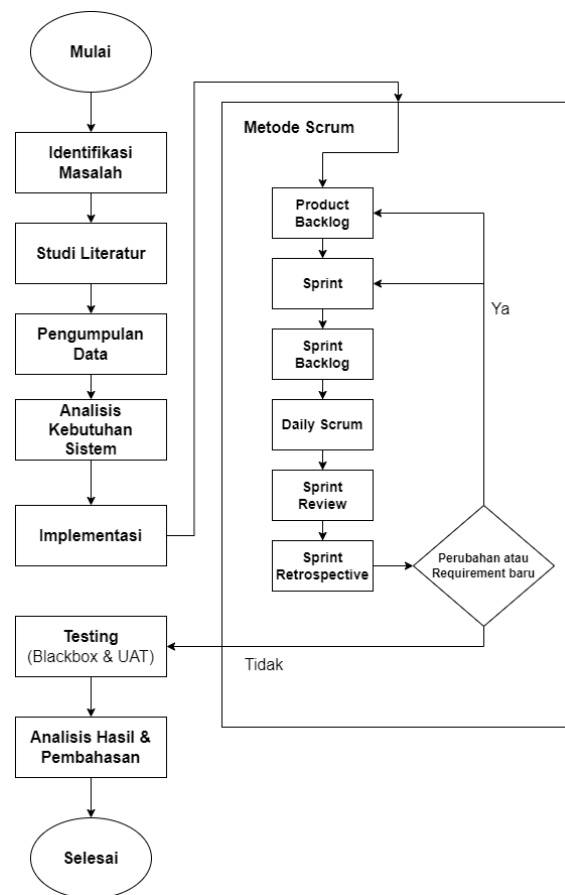 Mulai
Identifikasi
Masalah
Studi Literatur
Pengumpulan
Data
Analisis
Kebutuhan
Sistem
Implementasi
Metode Scrum
Product
Backlog
Sprint
Sprint
Backlog
Daily Scrum
Sprint
Review
Sprint
Retrospective
Perubahan atau
Requirement baru
Ya
Tidak
Testing
(Blackbox & UAT)
Analisis Hasil &
Pembahasan
Selesai